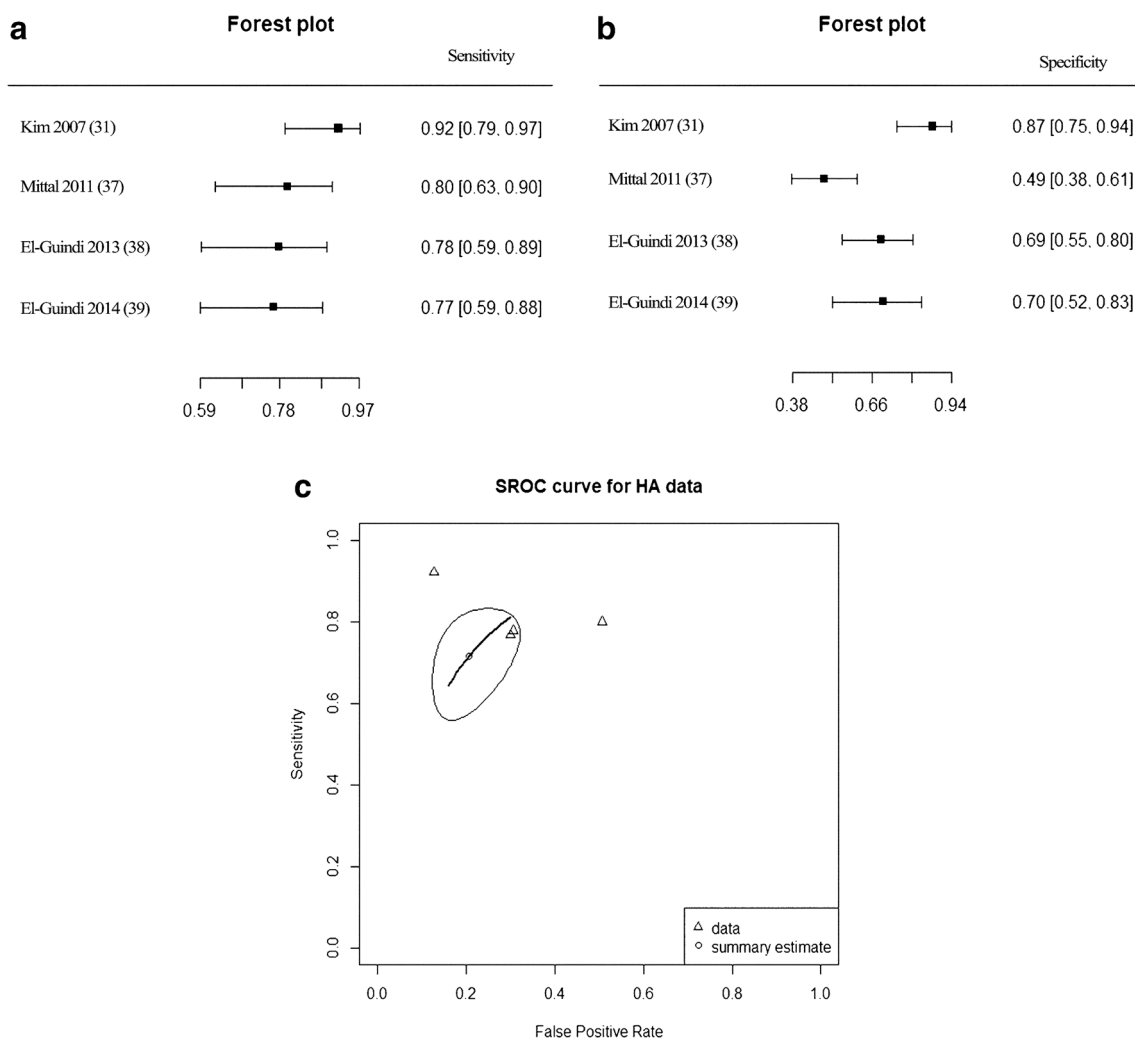 a
Forest plot
Sensitivity
Kim 2007 (31) 0.92 [0.79, 0.97]
Mittal 2011 (37) 0.80 [0.63, 0.90]
El-Guindi 2013 (38) 0.78 [0.59, 0.89]
El-Guindi 2014 (39) 0.77 [0.59, 0.88]
0.59 0.78 0.97
b
Forest plot
Specificity
Kim 2007 (31) 0.87 [0.75, 0.94]
Mittal 2011 (37) 0.49 [0.38, 0.61]
El-Guindi 2013 (38) 0.69 [0.55, 0.80]
El-Guindi 2014 (39) 0.70 [0.52, 0.83]
0.38 0.66 0.94
c
SROC curve for HA data
Sensitivity
1.0
0.8
0.6
0.4
0.2
0.0
data
summary estimate
0.0 0.2 0.4 0.6 0.8 1.0
False Positive Rate